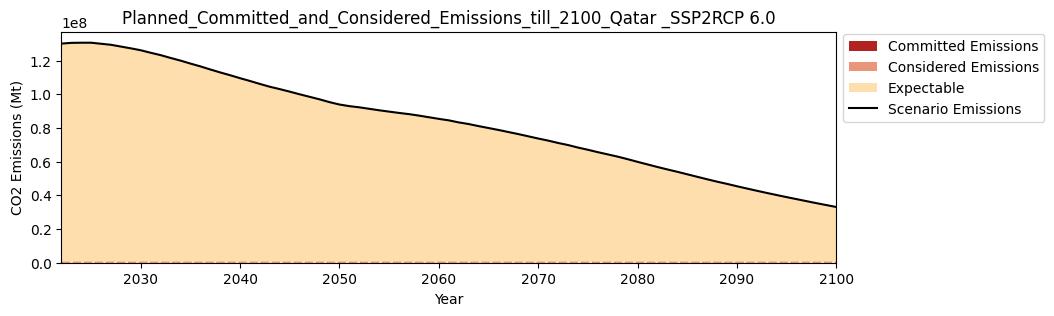 Planned_Committed_and_Considered_Emissions_till_2100_Qatar _SSP2RCP 6.0
1e8
1.2
1.0
0.8
0.6
0.4
0.2
0.0
CO2 Emissions (Mt)
2030 2040 2050 2060 2070 2080 2090 2100
Year
Committed Emissions
Considered Emissions
Expectable
Scenario Emissions